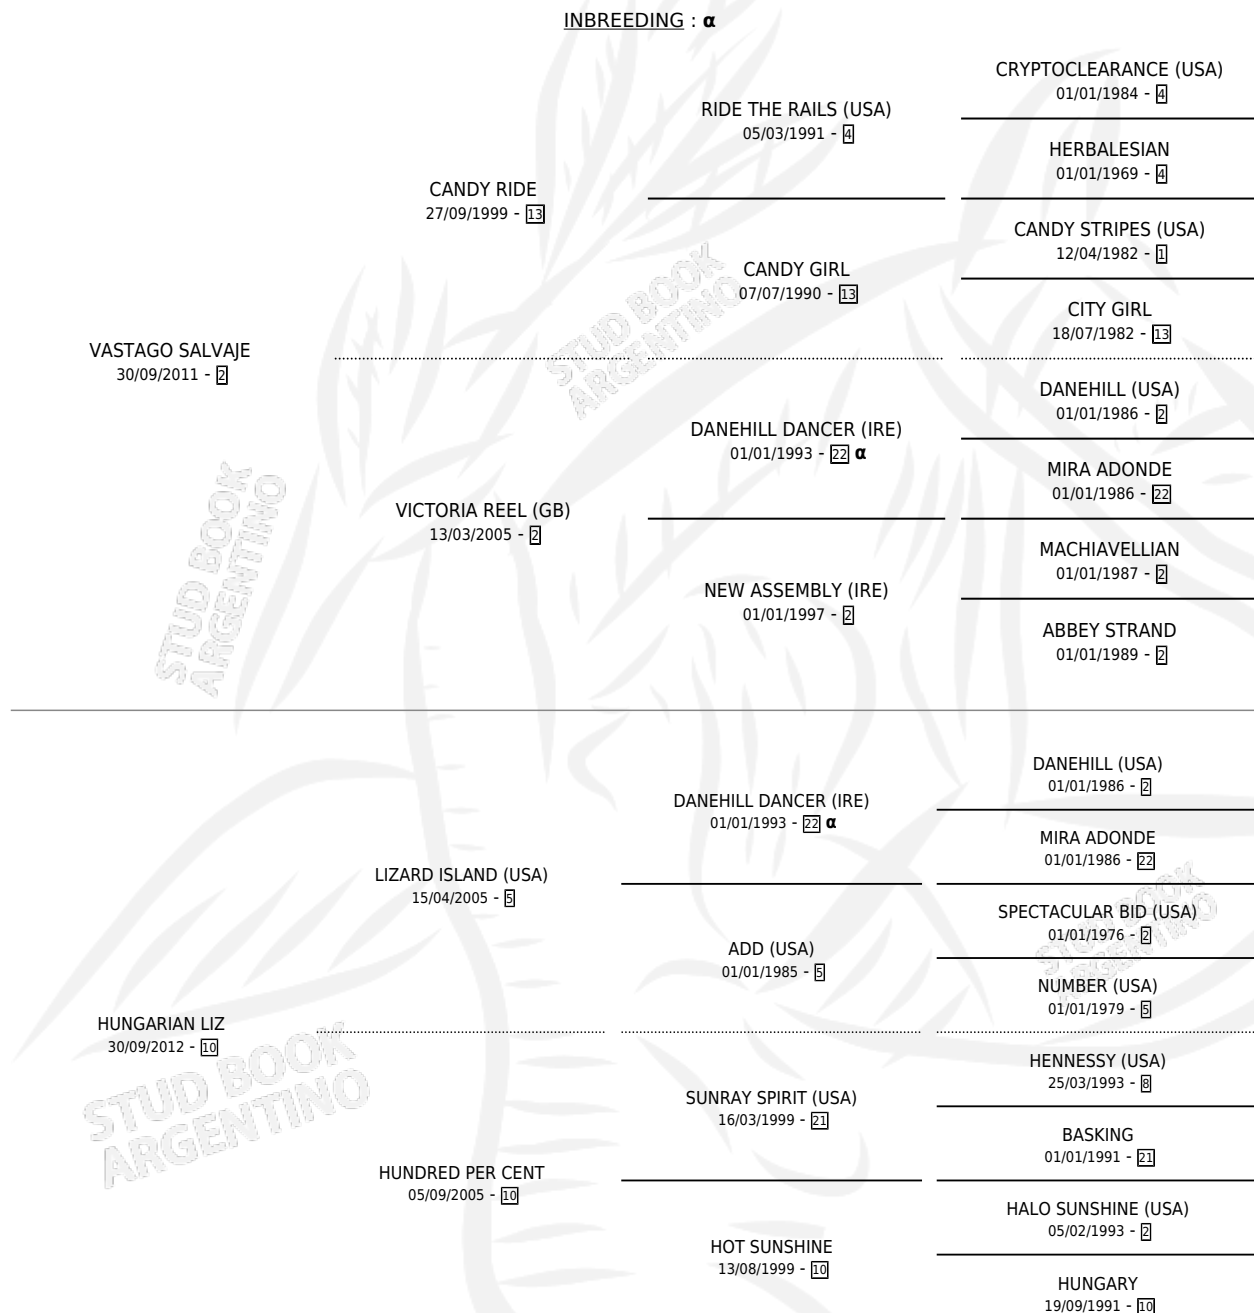 INBREEDING : α
CRYPTOCLEARANCE (USA)
01/01/1984 - 4
RIDE THE RAILS (USA)
05/03/1991 - 4
HERBALESIAN
01/01/1969 - 4
CANDY RIDE
27/09/1999 - 13
CANDY STRIPES (USA)
12/04/1982 - 1
CANDY GIRL
07/07/1990 - 13
CITY GIRL
18/07/1982 - 13
VASTAGO SALVAJE
30/09/2011 - 2
DANEHILL (USA)
01/01/1986 - 2
DANEHILL DANCER (IRE)
01/01/1993 - 22 α
MIRA ADONDE
01/01/1986 - 22
VICTORIA REEL (GB)
13/03/2005 - 2
MACHIAVELLIAN
01/01/1987 - 2
NEW ASSEMBLY (IRE)
01/01/1997 - 2
ABBEY STRAND
01/01/1989 - 2
STUD BOOK
ARGENTINO
STUD BOOK
ARGENTINO
DANEHILL (USA)
01/01/1986 - 2
DANEHILL DANCER (IRE)
01/01/1993 - 22 α
MIRA ADONDE
01/01/1986 - 22
LIZARD ISLAND (USA)
15/04/2005 - 5
SPECTACULAR BID (USA)
01/01/1976 - 2
ADD (USA)
01/01/1985 - 5
NUMBER (USA)
01/01/1979 - 5
STUD BOOK
ARGENTINO
HUNGARIAN LIZ
30/09/2012 - 10
HENNESSY (USA)
25/03/1993 - 8
SUNRAY SPIRIT (USA)
16/03/1999 - 21
BASKING
01/01/1991 - 21
HUNDRED PER CENT
05/09/2005 - 10
HALO SUNSHINE (USA)
05/02/1993 - 2
HOT SUNSHINE
13/08/1999 - 10
HUNGARY
19/09/1991 - 10
STUD BOOK
ARGENTINO